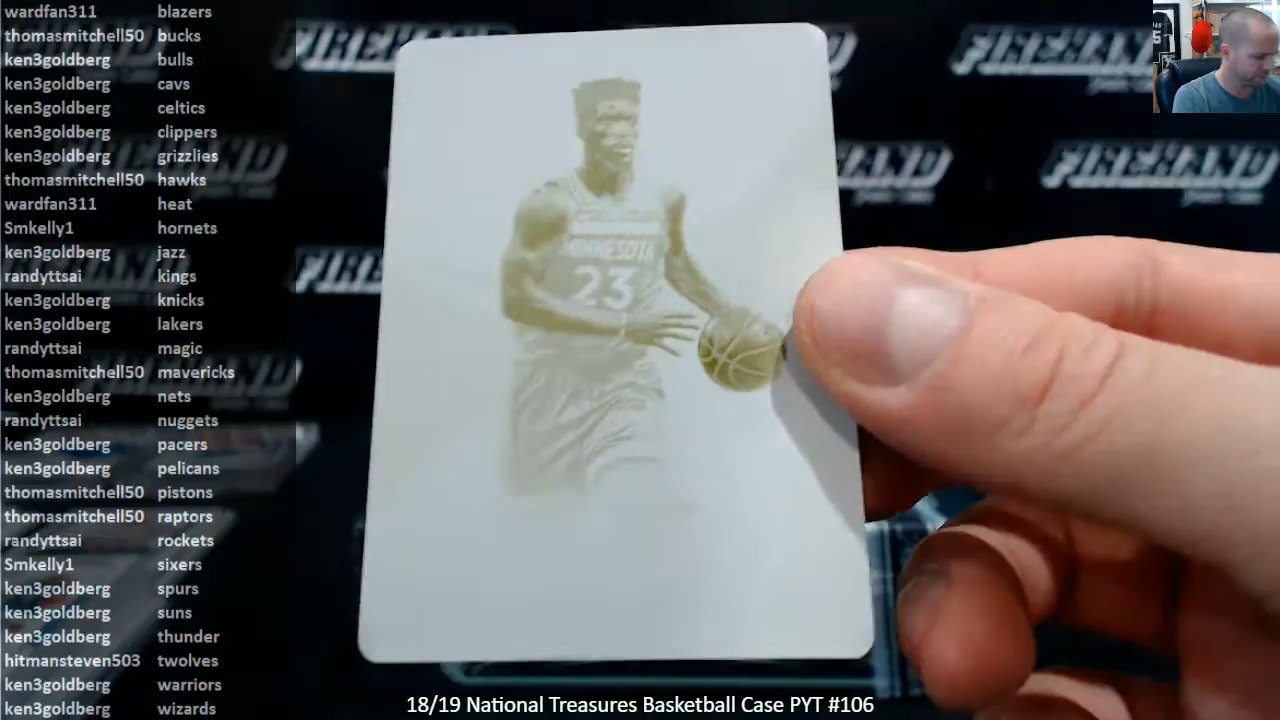 wardfan311 blazers
thomasmitchell50 bucks
ken3goldberg bulls
ken3goldberg cavs
ken3goldberg celtics
ken3goldberg clippers
ken3goldberg grizzlies
thomasmitchell50 hawks
wardfan311 heat
Smkelly1 hornets
ken3goldberg jazz
randyttsai kings
ken3goldberg knicks
ken3goldberg lakers
randyttsai magic
thomasmitchell50 mavericks
ken3goldberg nets
randyttsai nuggets
ken3goldberg pacers
ken3goldberg pelicans
thomasmitchell50 pistons
thomasmitchell50 raptors
randyttsai rockets
Smkelly1 sixers
ken3goldberg spurs
ken3goldberg suns
ken3goldberg thunder
hitmansteven503 twolves
ken3goldberg warriors
ken3goldberg wizards
FIREHAND
MINNESOTA
23
18/19 National Treasures Basketball Case PYT #106